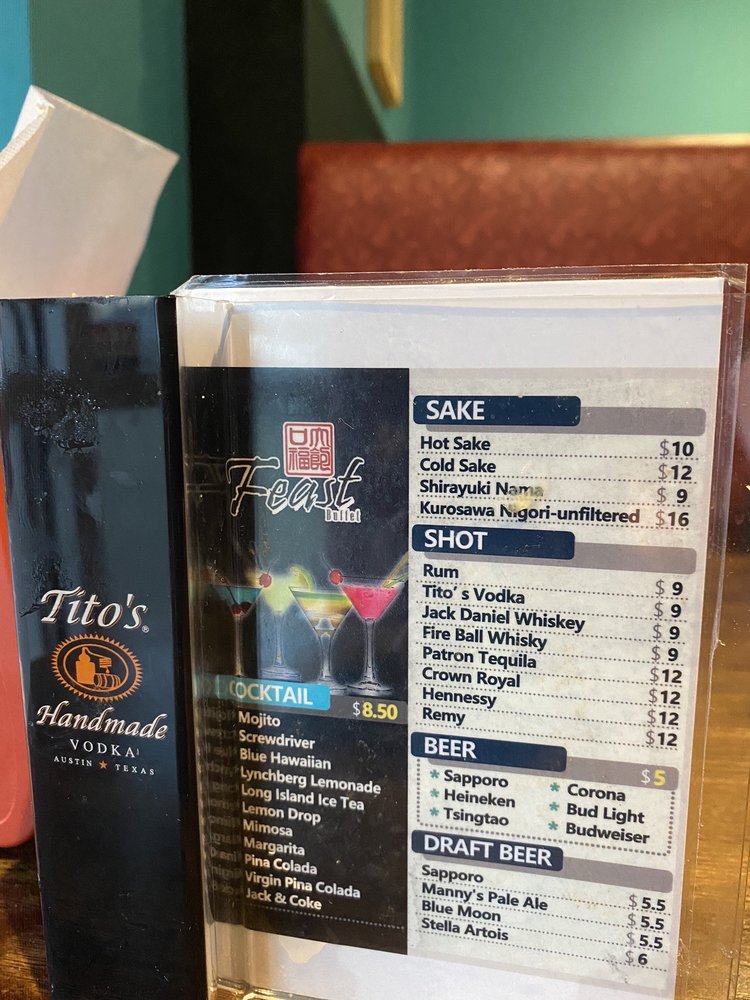 Tito's®
Handmade
VODKA
AUSTIN ★ TEXAS
大飽
口福
Feast
Buffet
COCKTAIL $8.50
Mojito
Screwdriver
Blue Hawaiian
Lynchberg Lemonade
Long Island Ice Tea
Lemon Drop
Mimosa
Margarita
Pina Colada
Virgin Pina Colada
Jack & Coke
SAKE
Hot Sake $10
Cold Sake $12
Shirayuki Nama $9
Kurosawa Nigori-unfiltered $16
SHOT
Rum $9
Tito's Vodka $9
Jack Daniel Whiskey $9
Fire Ball Whisky $9
Patron Tequila $12
Crown Royal $12
Hennessy $12
Remy $12
BEER $5
* Sapporo
* Heineken
* Tsingtao
* Corona
* Bud Light
* Budweiser
DRAFT BEER
Sapporo $5.5
Manny's Pale Ale $5.5
Blue Moon $5.5
Stella Artois $6